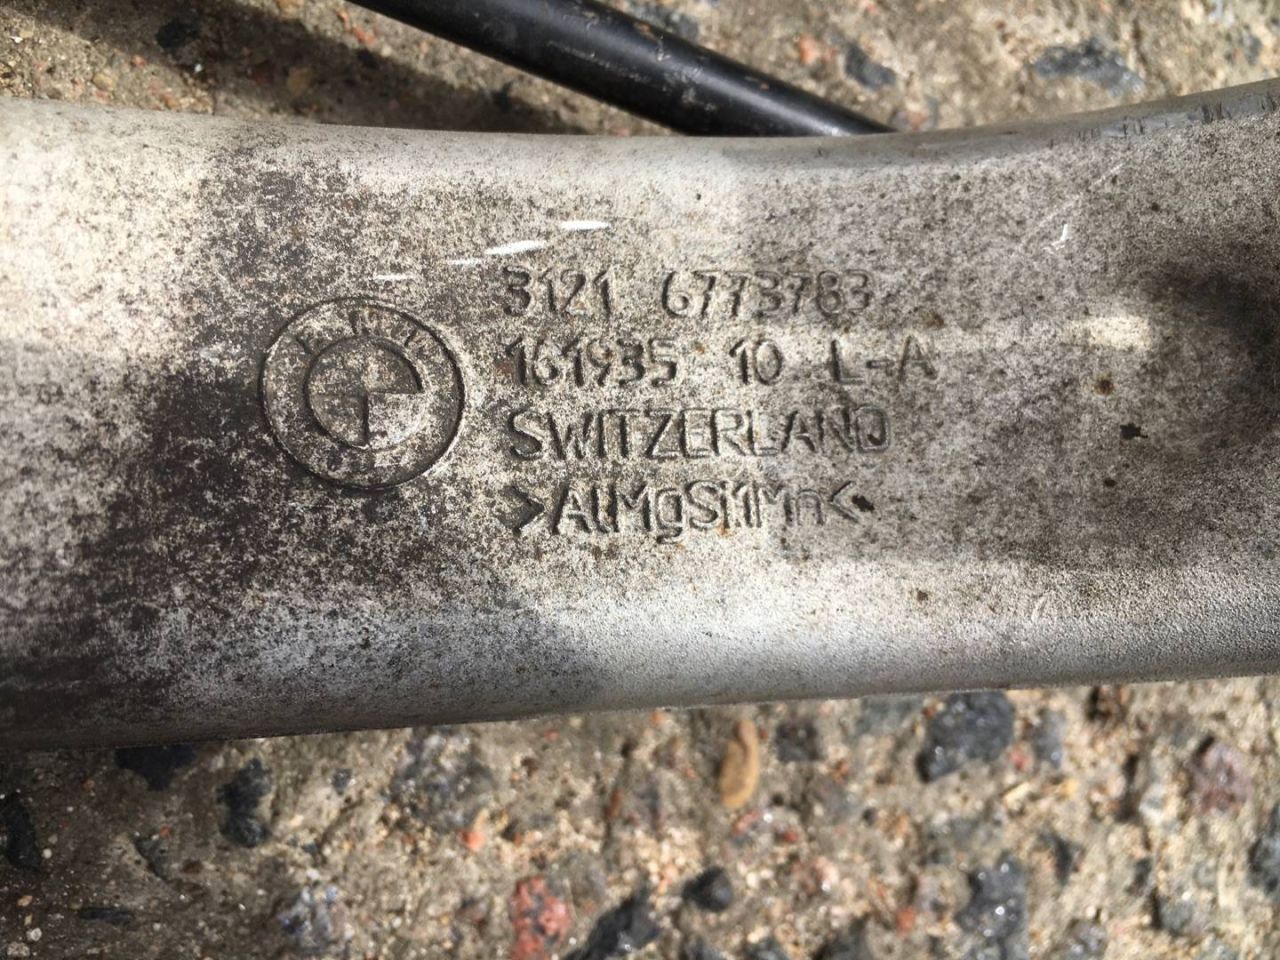 3121 6773783
161935 10 L-A
SWITZERLAND
>AlMgSi1Mn<